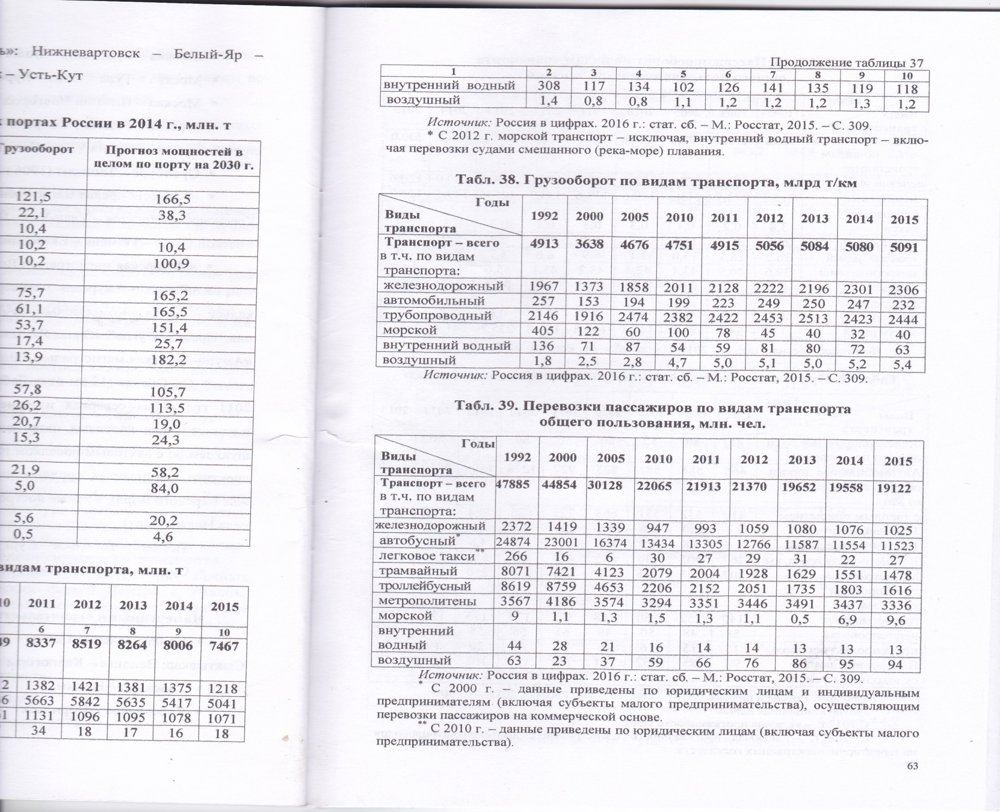 ь»: Нижневартовск – Белый-Яр –
– Усть-Кут
портах России в 2014 г., млн. т
Грузооборот Прогноз мощностей в
целом по порту на 2030 г.
121,5 166,5
22,1 38,3
10,4
10,2 10,4
10,2 100,9
75,7 165,2
61,1 165,5
53,7 151,4
17,4 25,7
13,9 182,2
57,8 105,7
26,2 113,5
20,7 19,0
15,3 24,3
21,9 58,2
5,0 84,0
5,6 20,2
0,5 4,6
видам транспорта, млн. т
10 2011 2012 2013 2014 2015
6 7 8 9 10
49 8337 8519 8264 8006 7467
2 1382 1421 1381 1375 1218
6 5663 5842 5635 5417 5041
1 1131 1096 1095 1078 1071
34 18 17 16 18
Продолжение таблицы 37
1 2 3 4 5 6 7 8 9 10
внутренний водный 308 117 134 102 126 141 135 119 118
воздушный 1,4 0,8 0,8 1,1 1,2 1,2 1,2 1,3 1,2
Источник: Россия в цифрах. 2016 г.: стат. сб. – М.: Росстат, 2015. – С. 309.
* С 2012 г. морской транспорт – исключая, внутренний водный транспорт – вклю-
чая перевозки судами смешанного (река-море) плавания.
Табл. 38. Грузооборот по видам транспорта, млрд т/км
Годы
Виды
транспорта 1992 2000 2005 2010 2011 2012 2013 2014 2015
Транспорт – всего 4913 3638 4676 4751 4915 5056 5084 5080 5091
в т.ч. по видам
транспорта:
железнодорожный 1967 1373 1858 2011 2128 2222 2196 2301 2306
автомобильный 257 153 194 199 223 249 250 247 232
трубопроводный 2146 1916 2474 2382 2422 2453 2513 2423 2444
морской 405 122 60 100 78 45 40 32 40
внутренний водный 136 71 87 54 59 81 80 72 63
воздушный 1,8 2,5 2,8 4,7 5,0 5,1 5,0 5,2 5,4
Источник: Россия в цифрах. 2016 г.: стат. сб. – М.: Росстат, 2015. – С. 309.
Табл. 39. Перевозки пассажиров по видам транспорта
общего пользования, млн. чел.
Годы
Виды
транспорта 1992 2000 2005 2010 2011 2012 2013 2014 2015
Транспорт – всего 47885 44854 30128 22065 21913 21370 19652 19558 19122
в т.ч. по видам
транспорта:
железнодорожный 2372 1419 1339 947 993 1059 1080 1076 1025
автобусный* 24874 23001 16374 13434 13305 12766 11587 11554 11523
легковое такси** 266 16 6 30 27 29 31 22 27
трамвайный 8071 7421 4123 2079 2004 1928 1629 1551 1478
троллейбусный 8619 8759 4653 2206 2152 2051 1735 1803 1616
метрополитены 3567 4186 3574 3294 3351 3446 3491 3437 3336
морской 9 1,1 1,3 1,5 1,3 1,1 0,5 6,9 9,6
внутренний
водный 44 28 21 16 14 14 13 13 13
воздушный 63 23 37 59 66 76 86 95 94
Источник: Россия в цифрах. 2016 г.: стат. сб. – М.: Росстат, 2015. – С. 309.
* С 2000 г. – данные приведены по юридическим лицам и индивидуальным
предпринимателям (включая субъекты малого предпринимательства), осуществляющим
перевозки пассажиров на коммерческой основе.
** С 2010 г. – данные приведены по юридическим лицам (включая субъекты малого
предпринимательства).
63